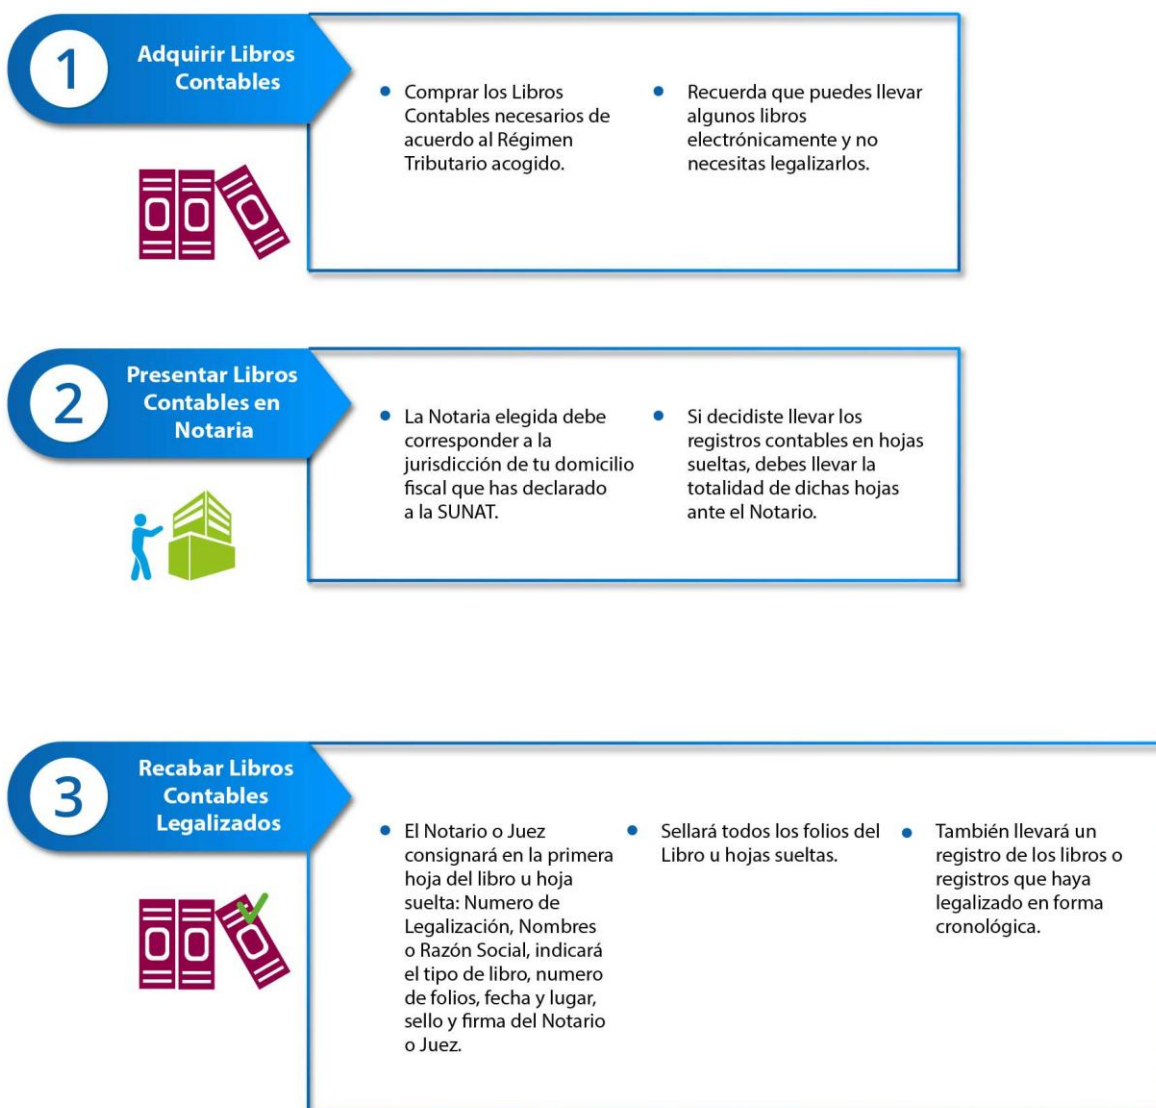 1
Adquirir Libros
Contables
Comprar los Libros
Contables necesarios de
acuerdo al Régimen
Tributario acogido.
Recuerda que puedes llevar
algunos libros
electrónicamente y no
necesitas legalizarlos.
2
Presentar Libros
Contables en
Notaria
La Notaria elegida debe
corresponder a la
jurisdicción de tu domicilio
fiscal que has declarado
a la SUNAT.
Si decidiste llevar los
registros contables en hojas
sueltas, debes llevar la
totalidad de dichas hojas
ante el Notario.
3
Recabar Libros
Contables
Legalizados
El Notario o Juez
consignará en la primera
hoja del libro u hoja
suelta: Numero de
Legalización, Nombres
o Razón Social, indicará
el tipo de libro, numero
de folios, fecha y lugar,
sello y firma del Notario
o Juez.
Sellará todos los folios del
Libro u hojas sueltas.
También llevará un
registro de los libros o
registros que haya
legalizado en forma
cronológica.